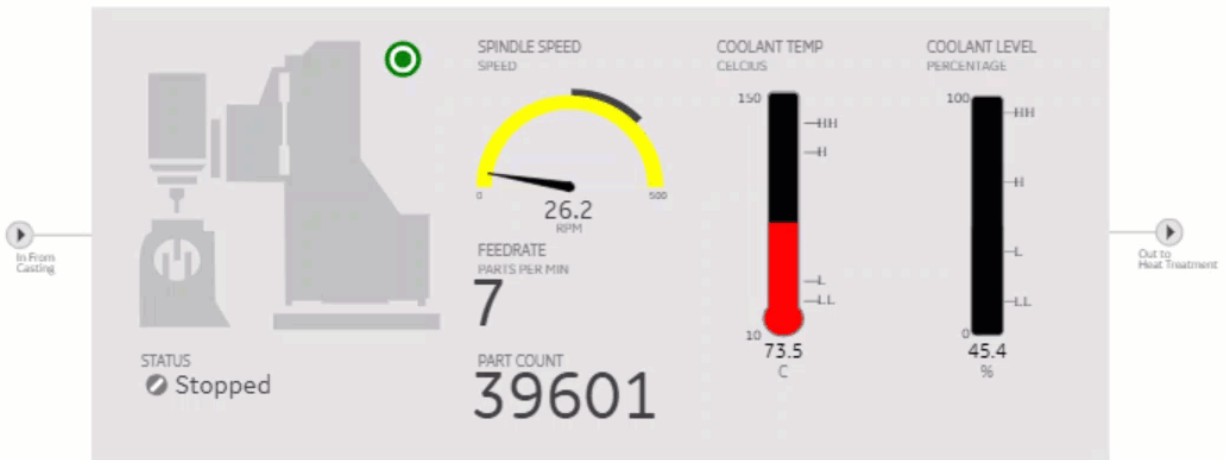 SPINDLE SPEED
SPEED
0
500
26.2
RPM
FEEDRATE
PARTS PER MIN
7
PART COUNT
39601
COOLANT TEMP
CELCIUS
150
HH
H
L
LL
10
73.5
C
COOLANT LEVEL
PERCENTAGE
100
HH
H
L
LL
0
45.4
%
In From
Casting
Out to
Heat Treatment
STATUS
Stopped